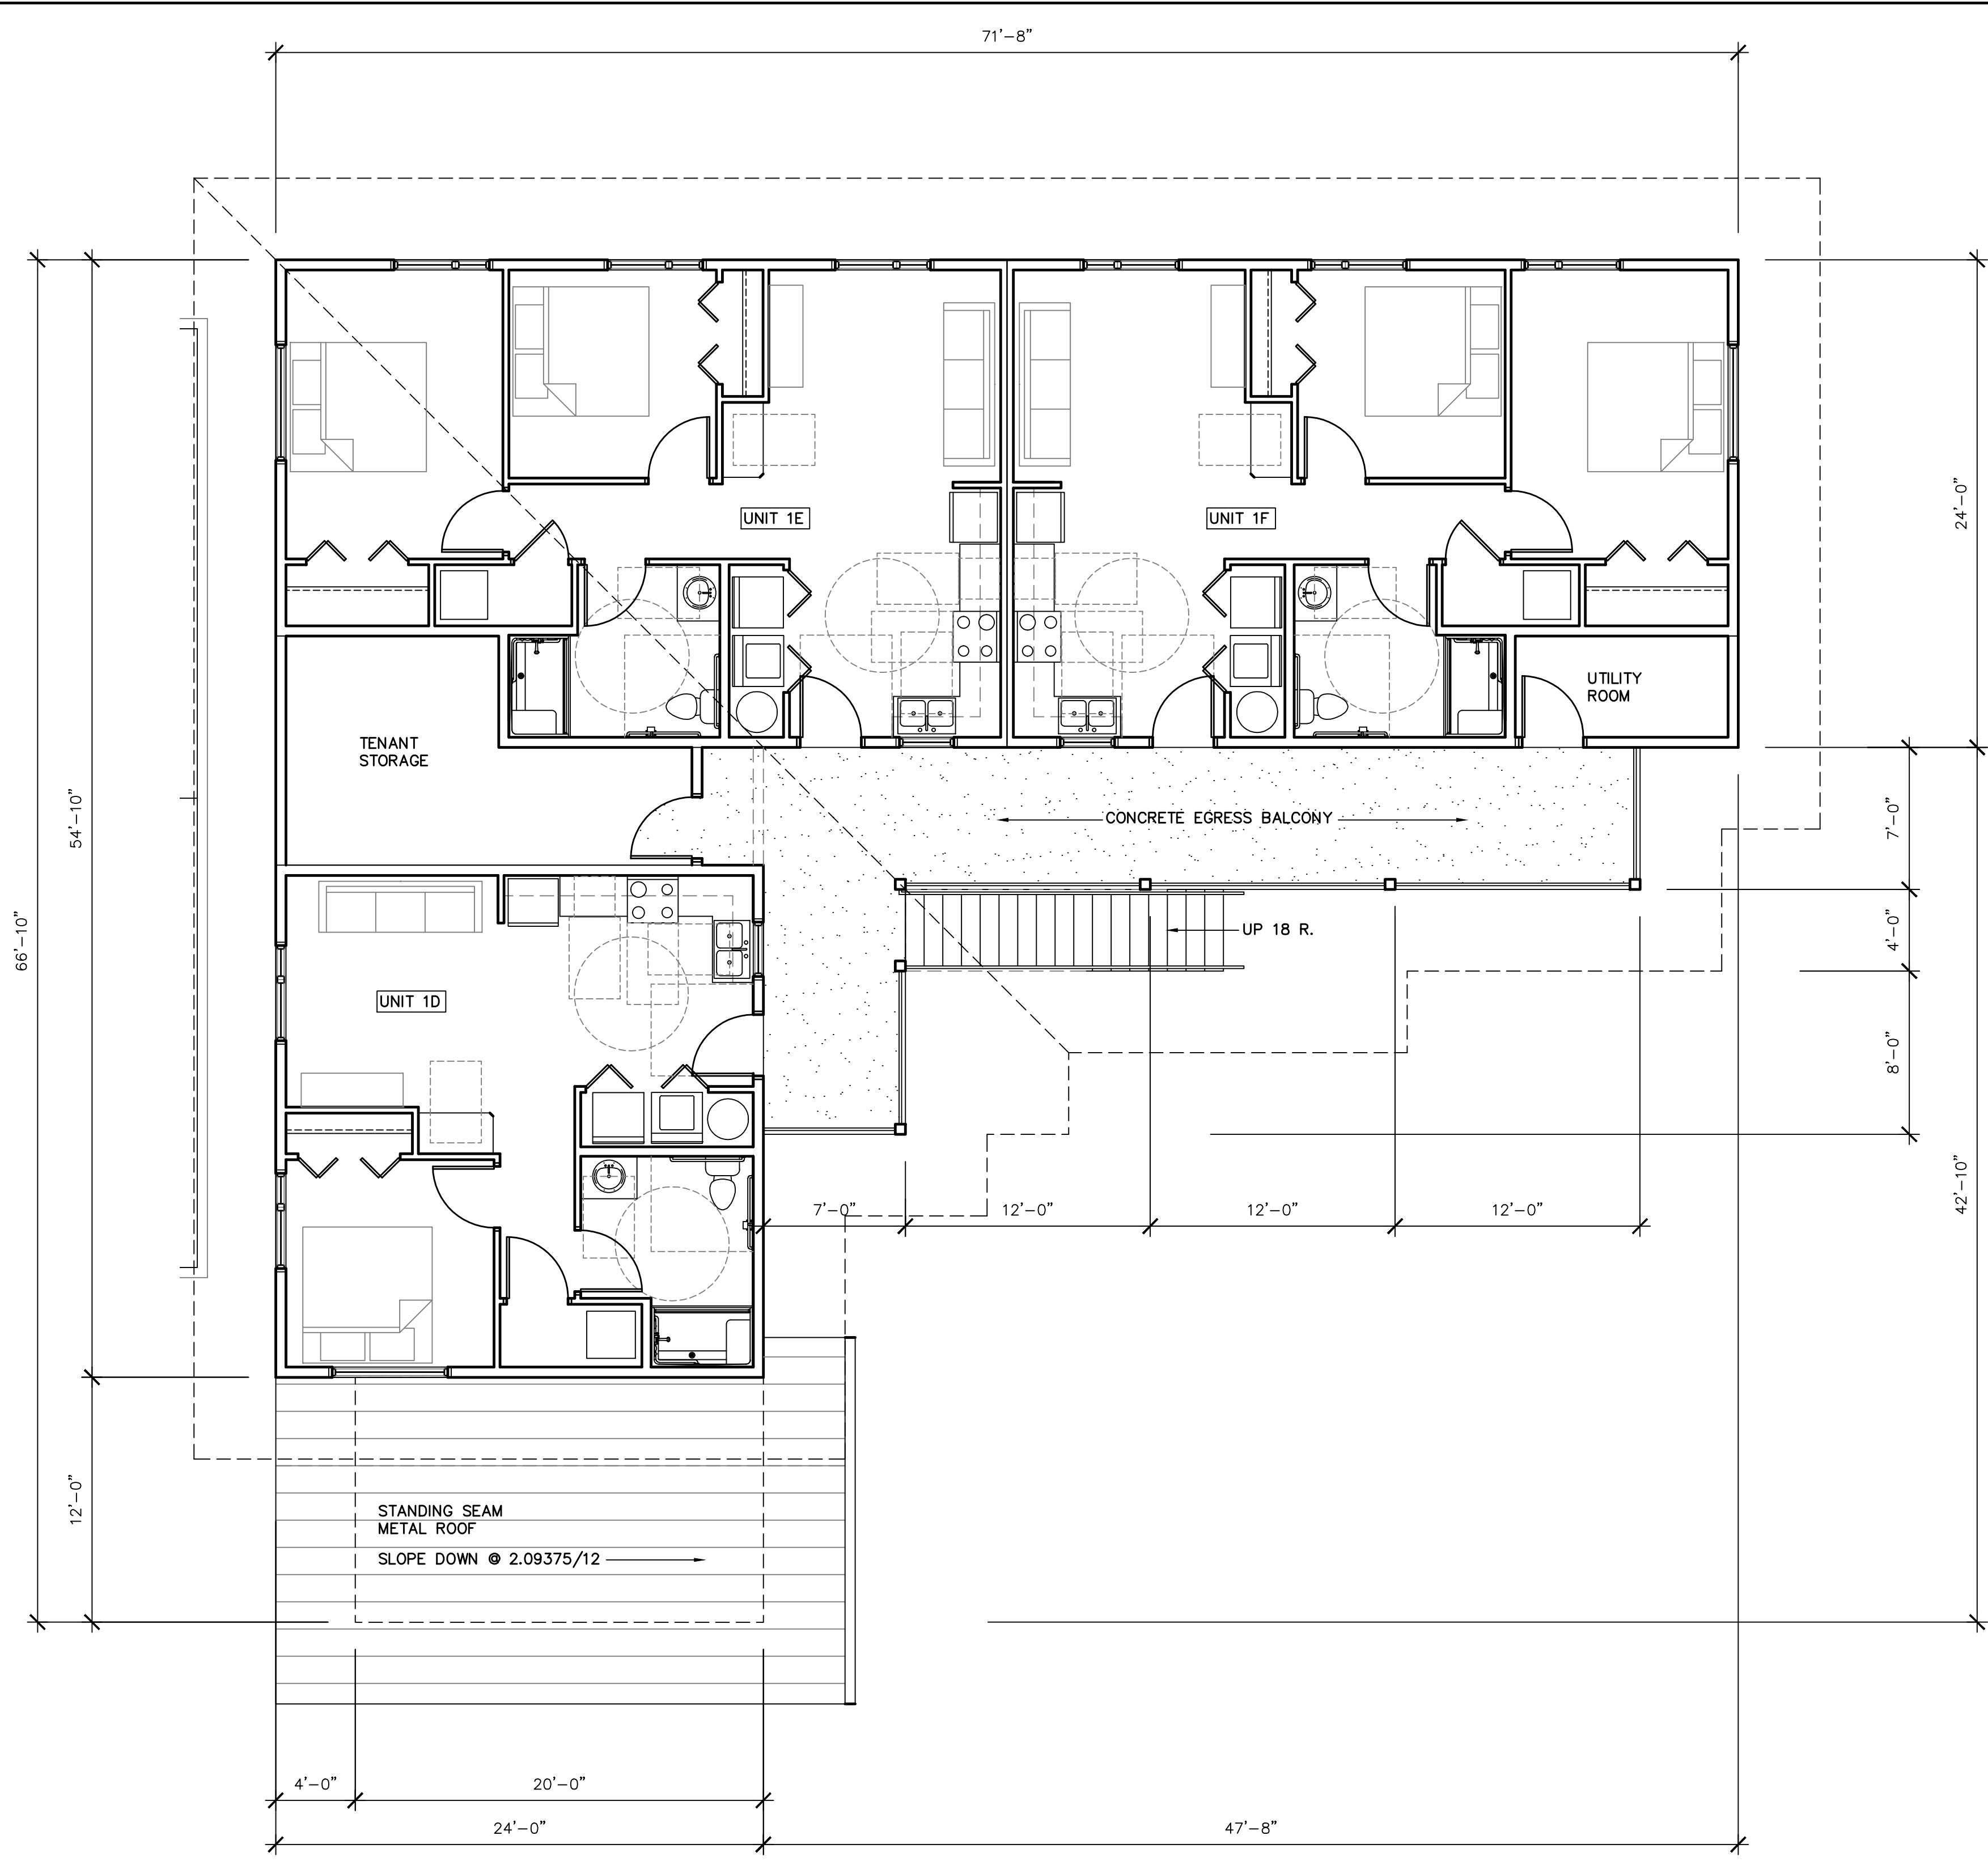 71'-8"
UNIT 1E
UNIT 1F
24'-0"
UTILITY
ROOM
TENANT
STORAGE
54'-10"
CONCRETE EGRESS BALCONY
7'-0"
66'-10"
UP 18 R.
4'-0"
UNIT 1D
8'-0"
42'-10"
7'-0"
12'-0"
12'-0"
12'-0"
12'-0"
STANDING SEAM
METAL ROOF
SLOPE DOWN @ 2.09375/12
4'-0"
20'-0"
24'-0"
47'-8"